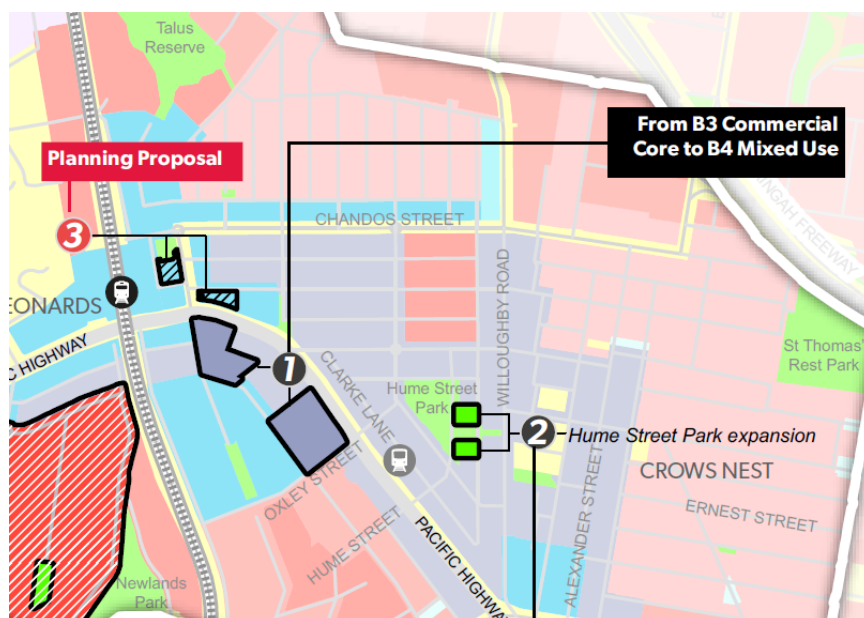 Talus
Reserve
From B3 Commercial
Core to B4 Mixed Use
Planning Proposal
3
CHANDOS STREET
INGAH FREEWAY
EONARDS
WILLOUGHBY ROAD
C HIGHWAY
St Thomas'
Rest Park
1
CLARKE LANE
Hume Street
Park
2
Hume Street Park expansion
CROWS NEST
OXLEY STREET
ALEXANDER STREET
ERNEST STREET
HUME STREET
PACIFIC HIGHWAY
Newlands
Park